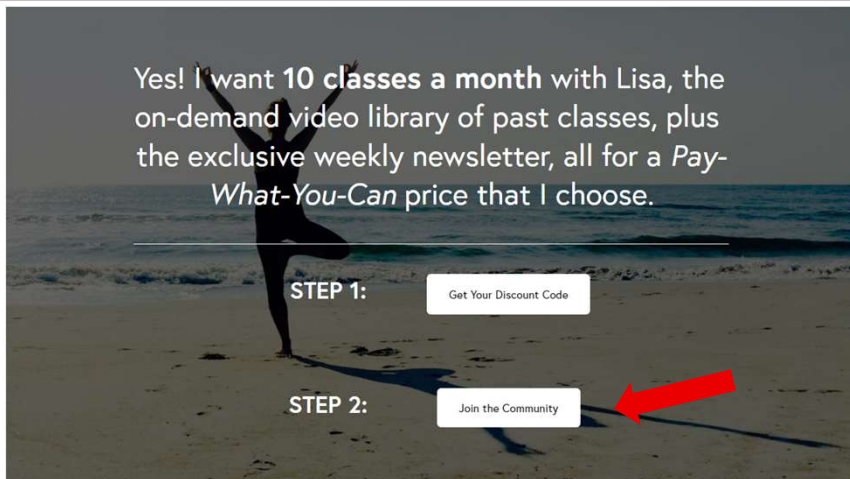 Yes! I want 10 classes a month with Lisa, the
on-demand video library of past classes, plus
the exclusive weekly newsletter, all for a Pay-
What-You-Can price that I choose.
STEP 1:
Get Your Discount Code
STEP 2:
Join the Community